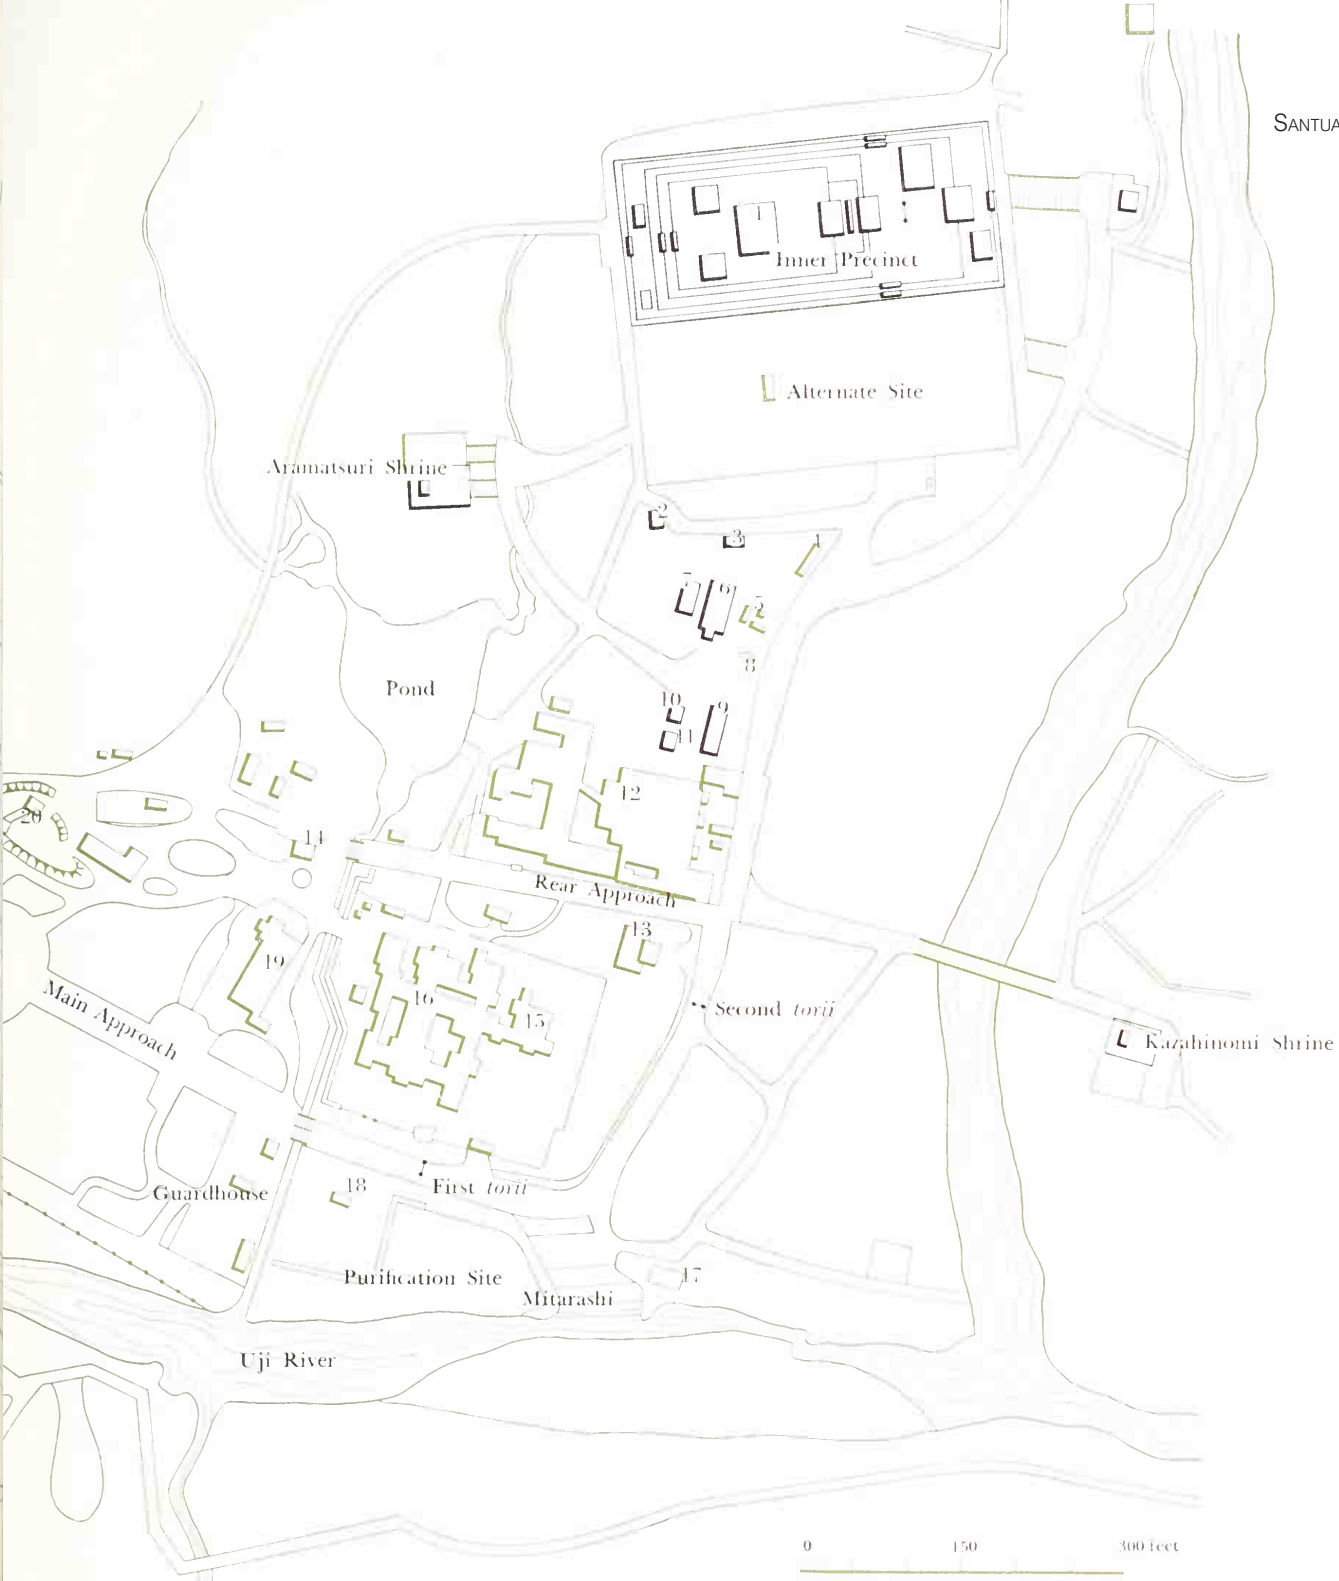 SANTUA
1
Inner Precinct
Alternate Site
Aramatsuri Shrine
2
3
4
7
6
5
8
Pond
10
9
11
12
20
14
Rear Approach
13
19
16
Second torii
15
Main Approach
Kazahinomi Shrine
18
First torii
Guardhouse
17
Purification Site
Mitarashi
Uji River
0 150 300 feet